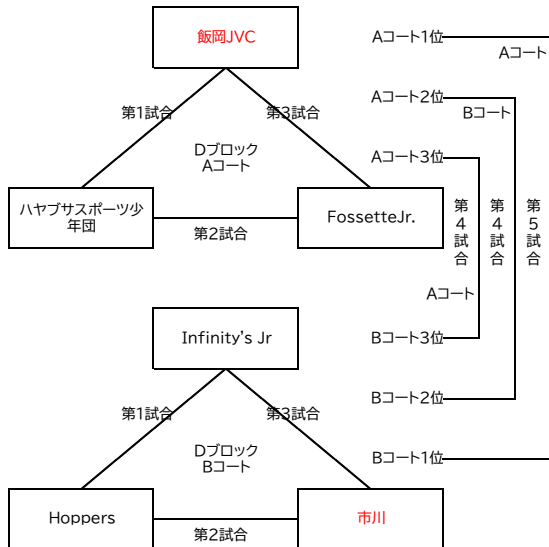 飯岡JVC
Aコート1位
Aコート
Aコート2位
第1試合
第3試合
Bコート
Dブロック
Aコート
Aコート3位
ハヤブサスポーツ少
年団
第2試合
FossetteJr.
第4試合
第4試合
第5試合
Aコート
Infinity's Jr
Bコート3位
Bコート2位
第1試合
第3試合
Dブロック
Bコート
Bコート1位
Hoppers
第2試合
市川